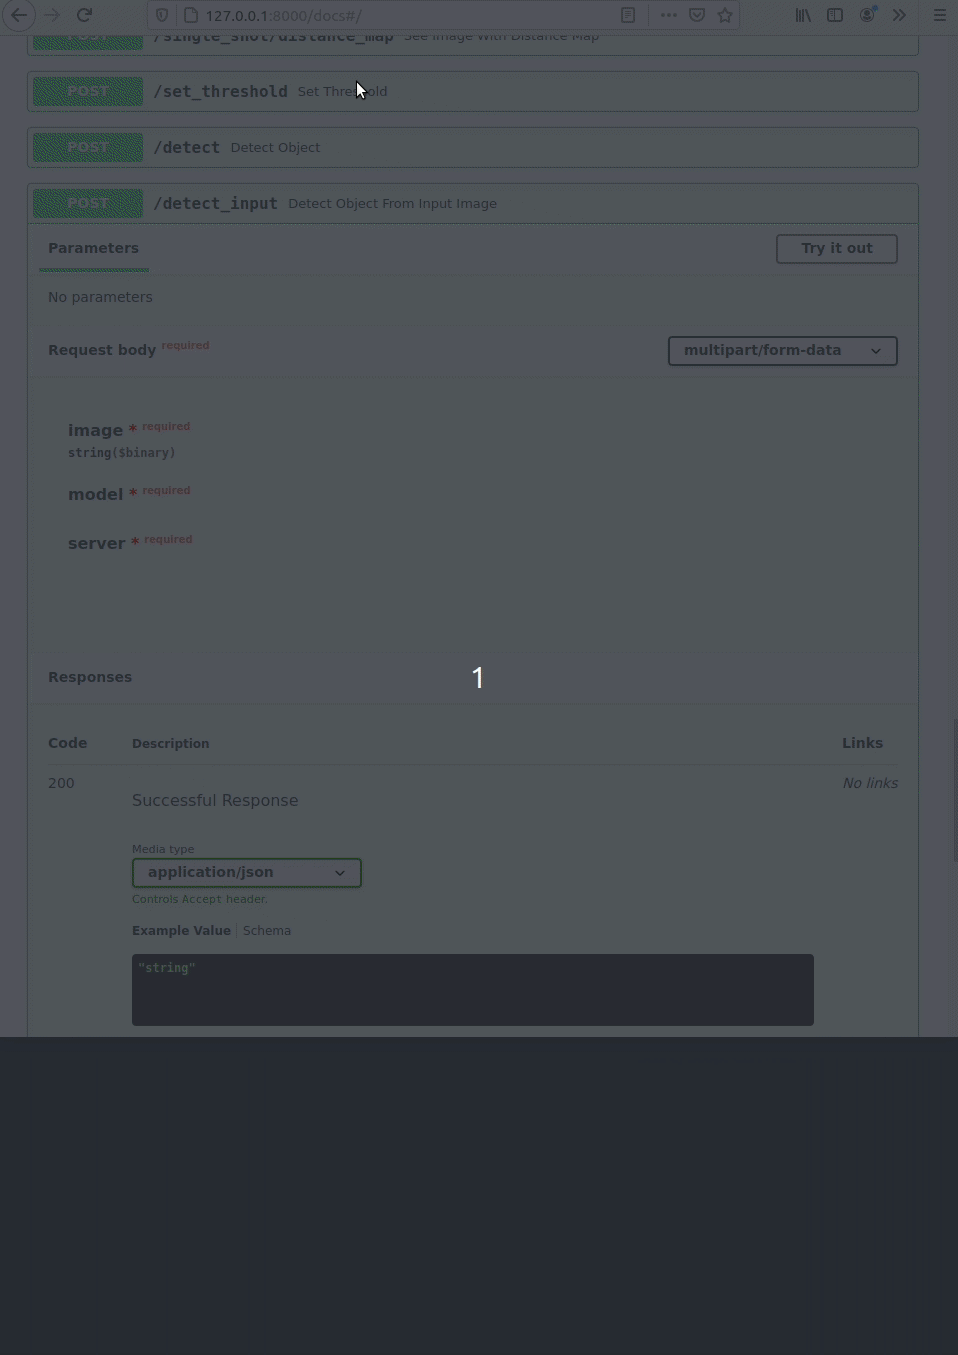 127.0.0.1:8000/docs#/
POST /single_shot/distance_map See Image With Distance Map
POST /set_threshold Set Threshold
POST /detect Detect Object
POST /detect_input Detect Object From Input Image
Parameters Try it out
No parameters
Request body required multipart/form-data
image * required
string($binary)
model * required
server * required
Responses
1
Code Description Links
200 No links
Successful Response
Media type
application/json
Controls Accept header.
Example Value Schema
"string"